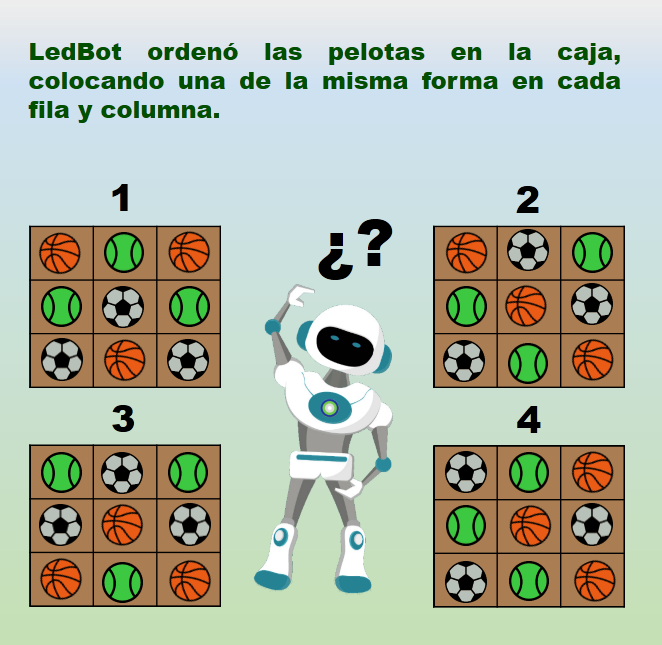 LedBot ordenó las pelotas en la caja,
colocando una de la misma forma en cada
fila y columna.
1
2
¿?
3
4